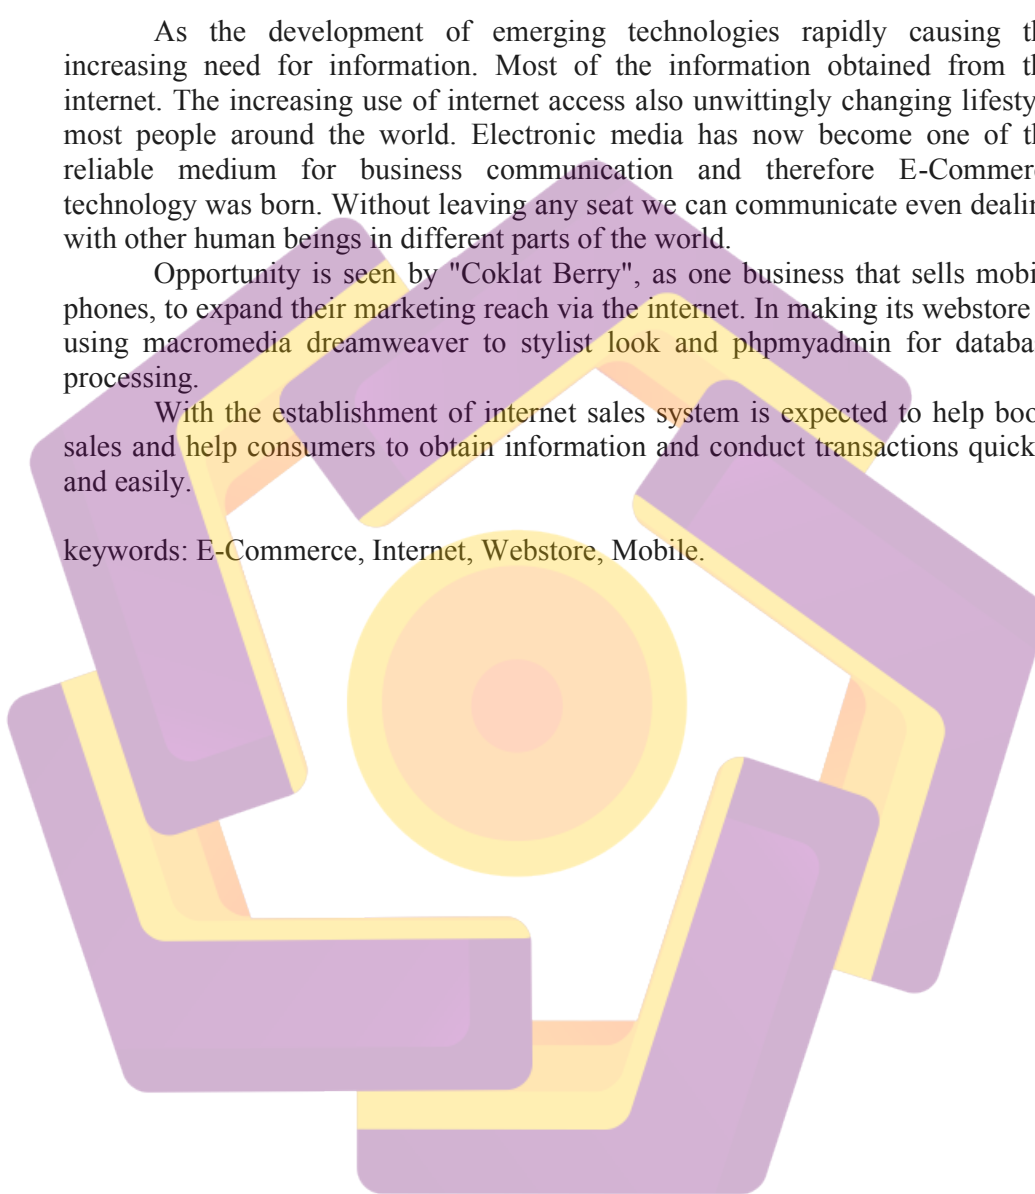 As the development of emerging technologies rapidly causing th
increasing need for information. Most of the information obtained from th
internet. The increasing use of internet access also unwittingly changing lifesty
most people around the world. Electronic media has now become one of th
reliable medium for business communication and therefore E-Commerc
technology was born. Without leaving any seat we can communicate even dealin
with other human beings in different parts of the world.
Opportunity is seen by "Coklat Berry", as one business that sells mobi
phones, to expand their marketing reach via the internet. In making its webstore
using macromedia dreamweaver to stylist look and phpmyadmin for databa
processing.
With the establishment of internet sales system is expected to help boo
sales and help consumers to obtain information and conduct transactions quick
and easily.
keywords: E-Commerce, Internet, Webstore, Mobile.